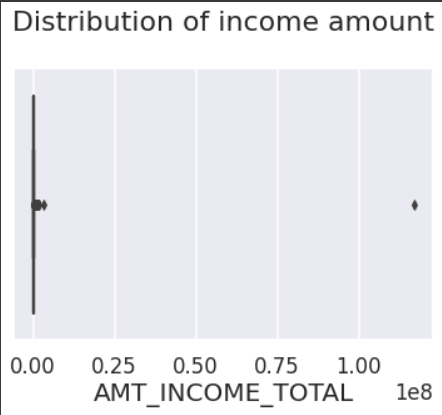 Distribution of income amount
0.00 0.25 0.50 0.75 1.00
AMT_INCOME_TOTAL 1e8